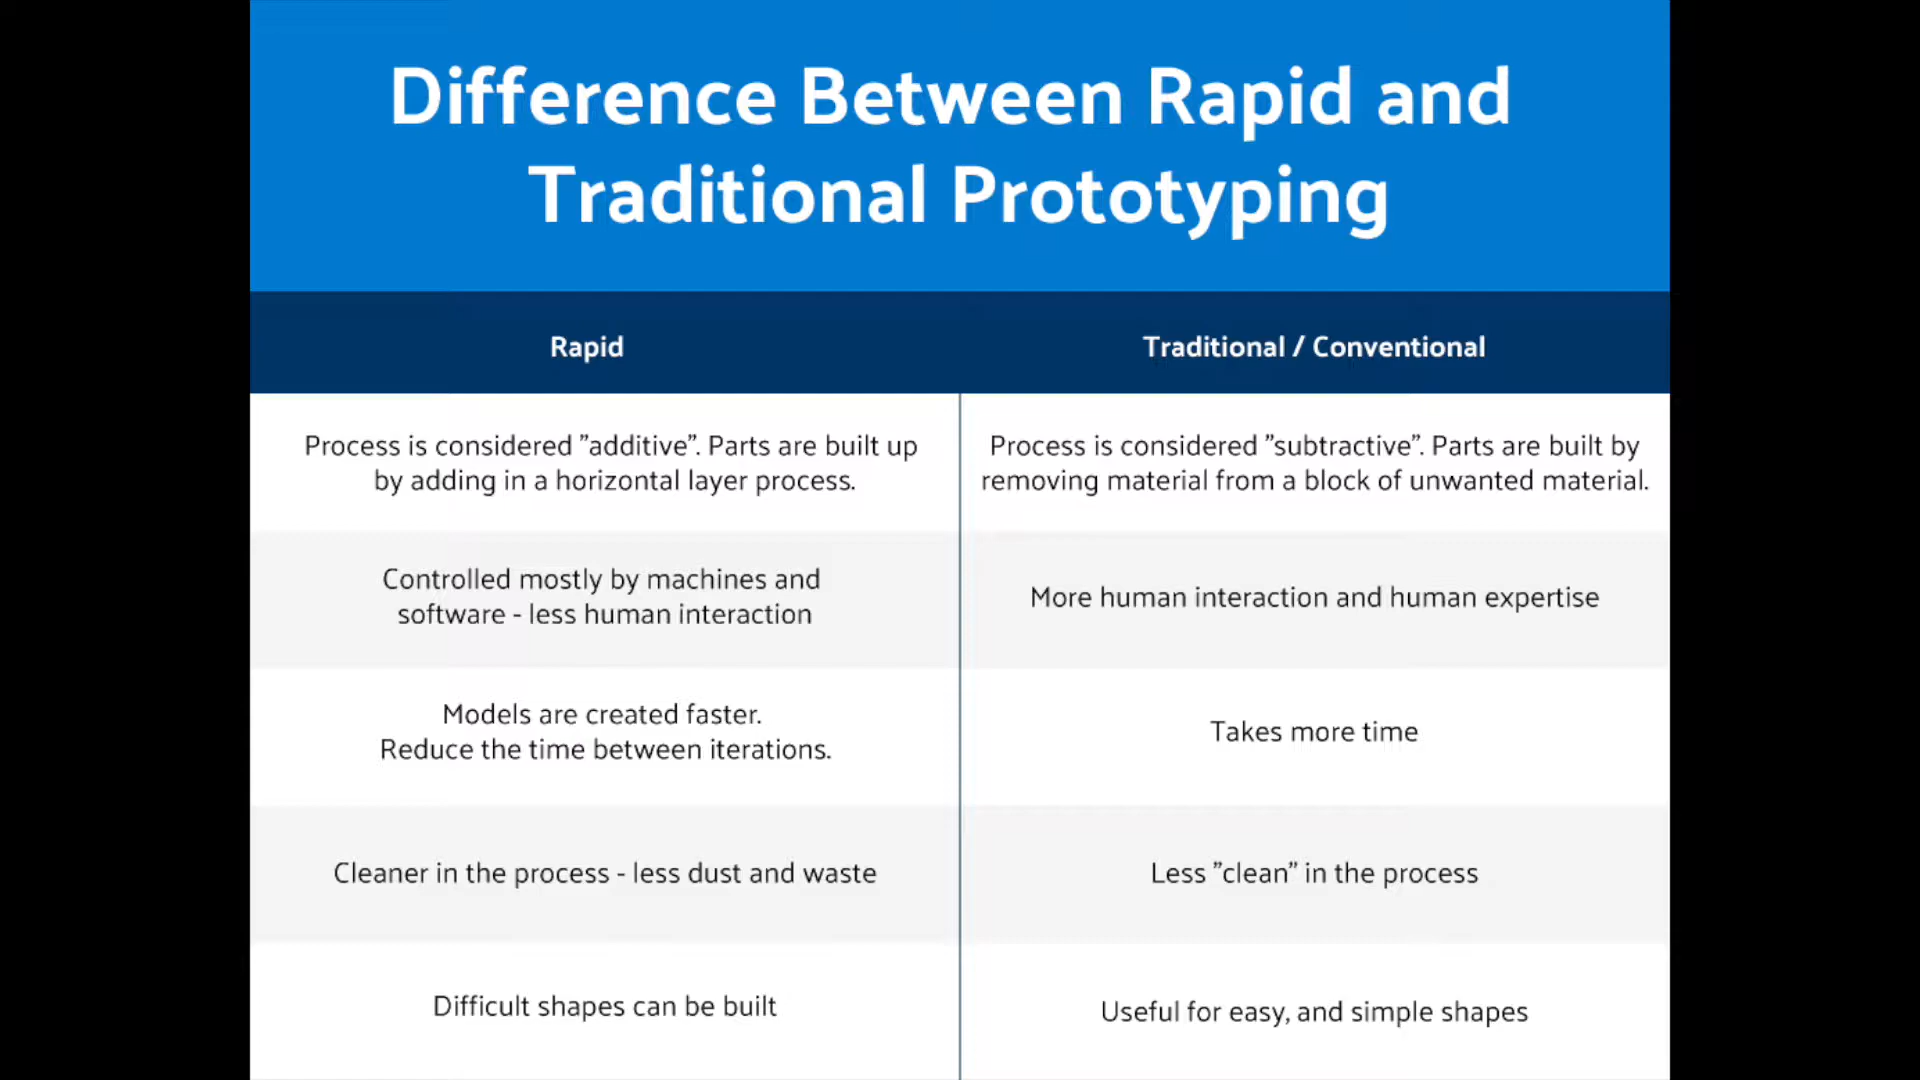 Difference Between Rapid and
Traditional Prototyping
Rapid
Traditional / Conventional
Process is considered ”additive”. Parts are built up
by adding in a horizontal layer process.
Process is considered ”subtractive”. Parts are built by
removing material from a block of unwanted material.
Controlled mostly by machines and
software - less human interaction
More human interaction and human expertise
Models are created faster.
Reduce the time between iterations.
Takes more time
Cleaner in the process - less dust and waste
Less ”clean” in the process
Difficult shapes can be built
Useful for easy, and simple shapes